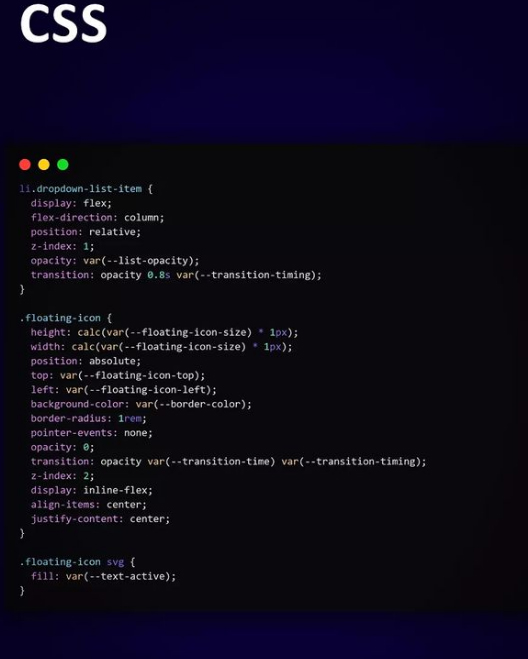 CSS
li.dropdown-list-item {
  display: flex;
  flex-direction: column;
  position: relative;
  z-index: 1;
  opacity: var(--list-opacity);
  transition: opacity 0.8s var(--transition-timing);
}
.floating-icon {
  height: calc(var(--floating-icon-size) * 1px);
  width: calc(var(--floating-icon-size) * 1px);
  position: absolute;
  top: var(--floating-icon-top);
  left: var(--floating-icon-left);
  background-color: var(--border-color);
  border-radius: 1rem;
  pointer-events: none;
  opacity: 0;
  transition: opacity var(--transition-time) var(--transition-timing);
  z-index: 2;
  display: inline-flex;
  align-items: center;
  justify-content: center;
}
.floating-icon svg {
  fill: var(--text-active);
}